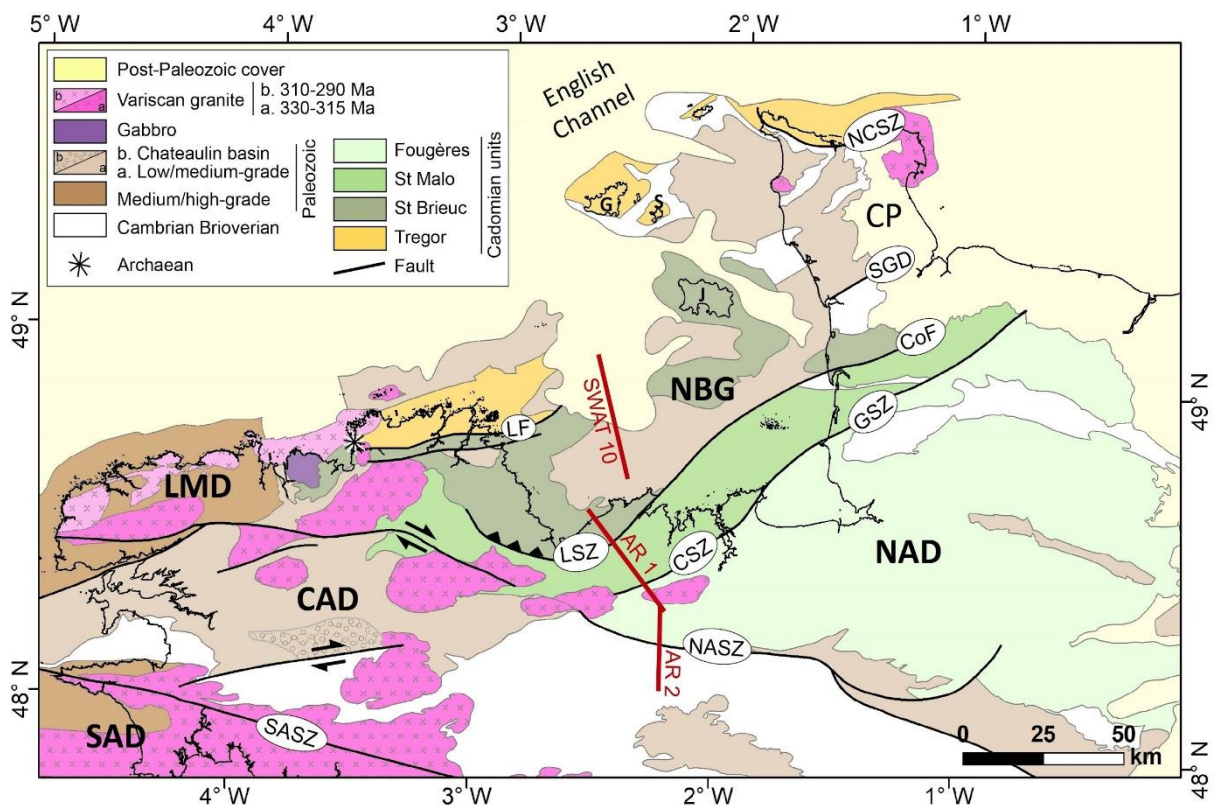 5° W
4° W
3° W
2° W
1° W
Post-Paleozoic cover
b
a
Variscan granite
b. 310-290 Ma
a. 330-315 Ma
Gabbro
b
a
b. Chateaulin basin
a. Low/medium-grade
Medium/high-grade
Paleozoic
Cambrian Brioverian
Archaean
Fougères
St Malo
St Brieuc
Tregor
Cadomian units
Fault
English
Channel
NCSZ
G
S
CP
SGD
J
49° N
CoF
NBG
49° N
SWAT 10
GSZ
LF
LMD
LSZ
AR 1
CSZ
NAD
CAD
NASZ
AR 2
48° N
SAD
SASZ
0
25
50
km
48° N
4° W
3° W
2° W
1° W